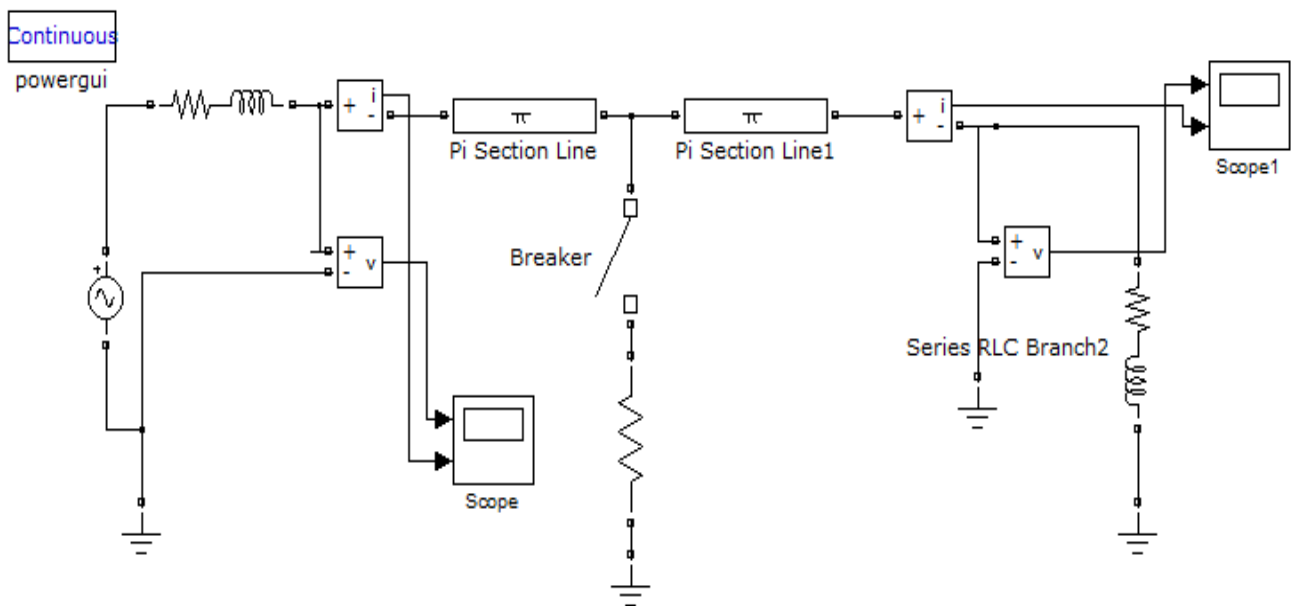 Continuous
powergui
+
i
-
π
Pi Section Line
π
Pi Section Line1
+
i
-
Scope1
+
-
v
+
Breaker
+
-
v
Series RLC Branch2
Scope